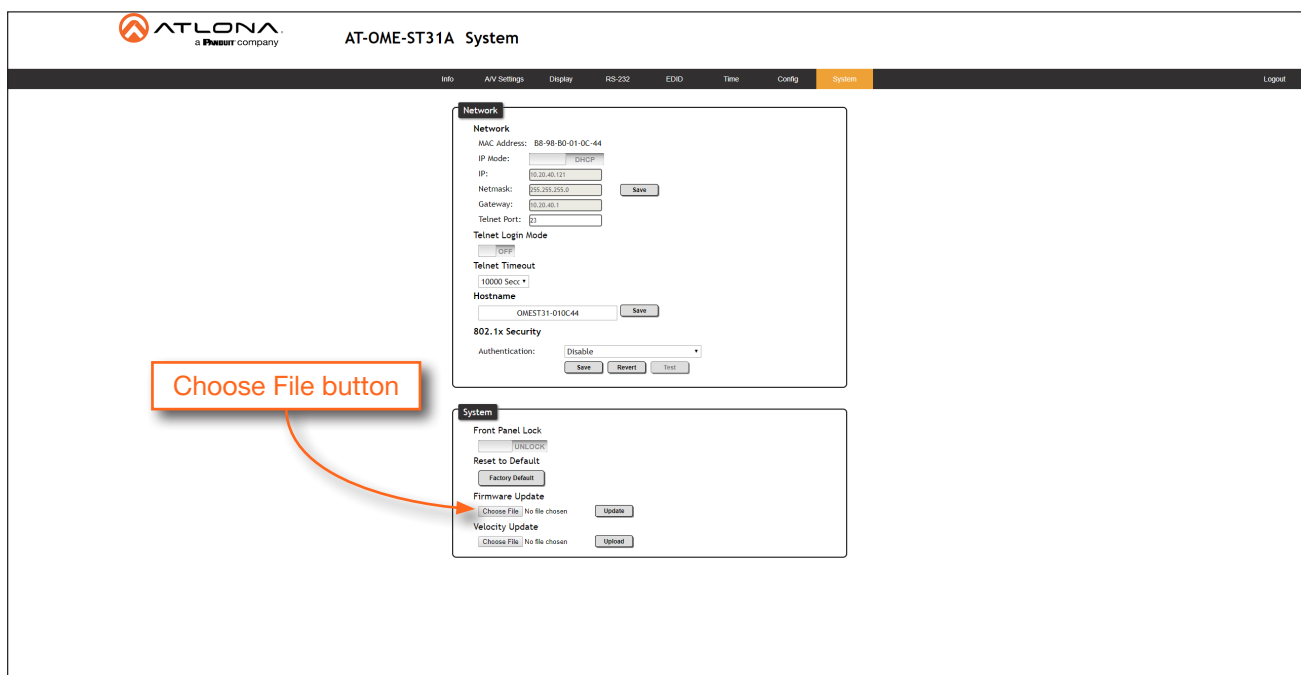 ATLONA.
a PANDUIT company
AT-OME-ST31A System
Info A/V Settings Display RS-232 EDID Time Config System Logout
Network
Network
MAC Address: B8-98-B0-01-0C-44
IP Mode: DHCP
IP: 10.20.40.121
Netmask: 255.255.255.0 Save
Gateway: 10.20.40.1
Telnet Port: 23
Telnet Login Mode
OFF
Telnet Timeout
10000 Secc
Hostname
OMEST31-010C44 Save
802.1x Security
Authentication: Disable
Save Revert Test
Choose File button
System
Front Panel Lock
UNLOCK
Reset to Default
Factory Default
Firmware Update
Choose File No file chosen Update
Velocity Update
Choose File No file chosen Upload